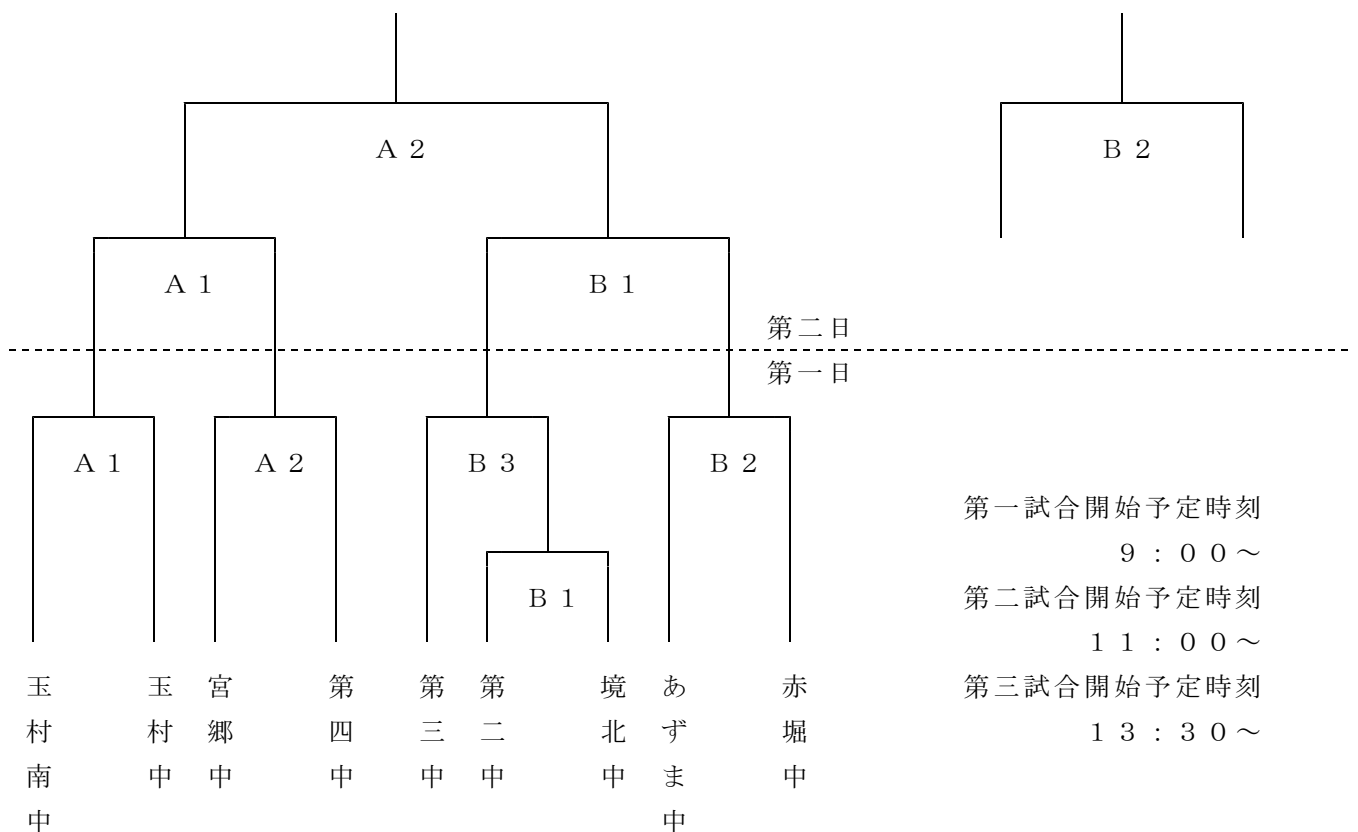 A 2
B 2
A 1
B 1
第二日
第一日
A 1
A 2
B 3
B 2
第一試合開始予定時刻
9：00～
B 1
第二試合開始予定時刻
11：00～
第三試合開始予定時刻
13：30～
玉村南中
玉村中
宮郷中
第四中
第三中
第二中
境北中
あずま中
赤堀中